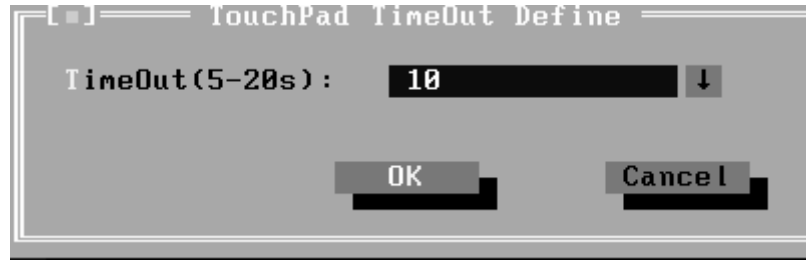 [■] TouchPad TimeOut Define
TimeOut(5-20s): 10 ↓
OK Cancel